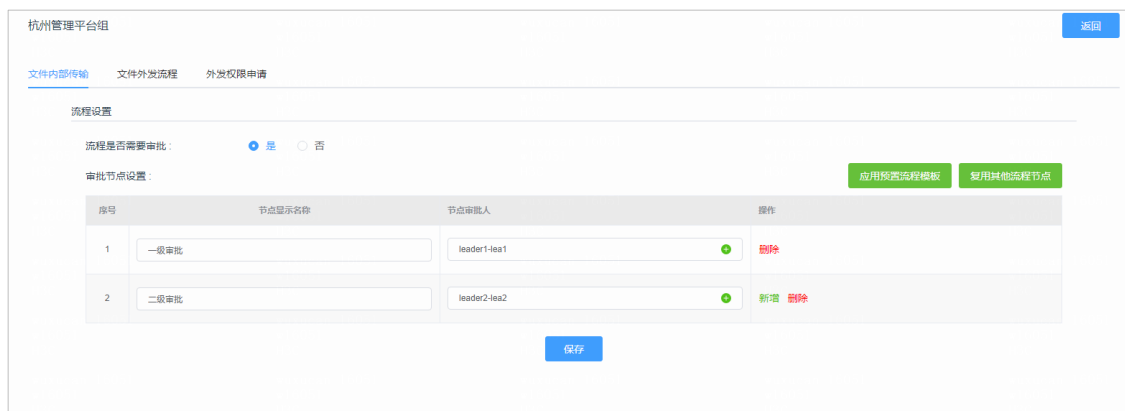 杭州管理平台组 返回
文件内部传输 文件外发流程 外发权限申请
流程设置
流程是否需要审批 : 是 否
审批节点设置 : 应用预置流程模板 复用其他流程节点
序号 节点显示名称 节点审批人 操作
1 一级审批 leader1-lea1 删除
2 二级审批 leader2-lea2 新增 删除
保存